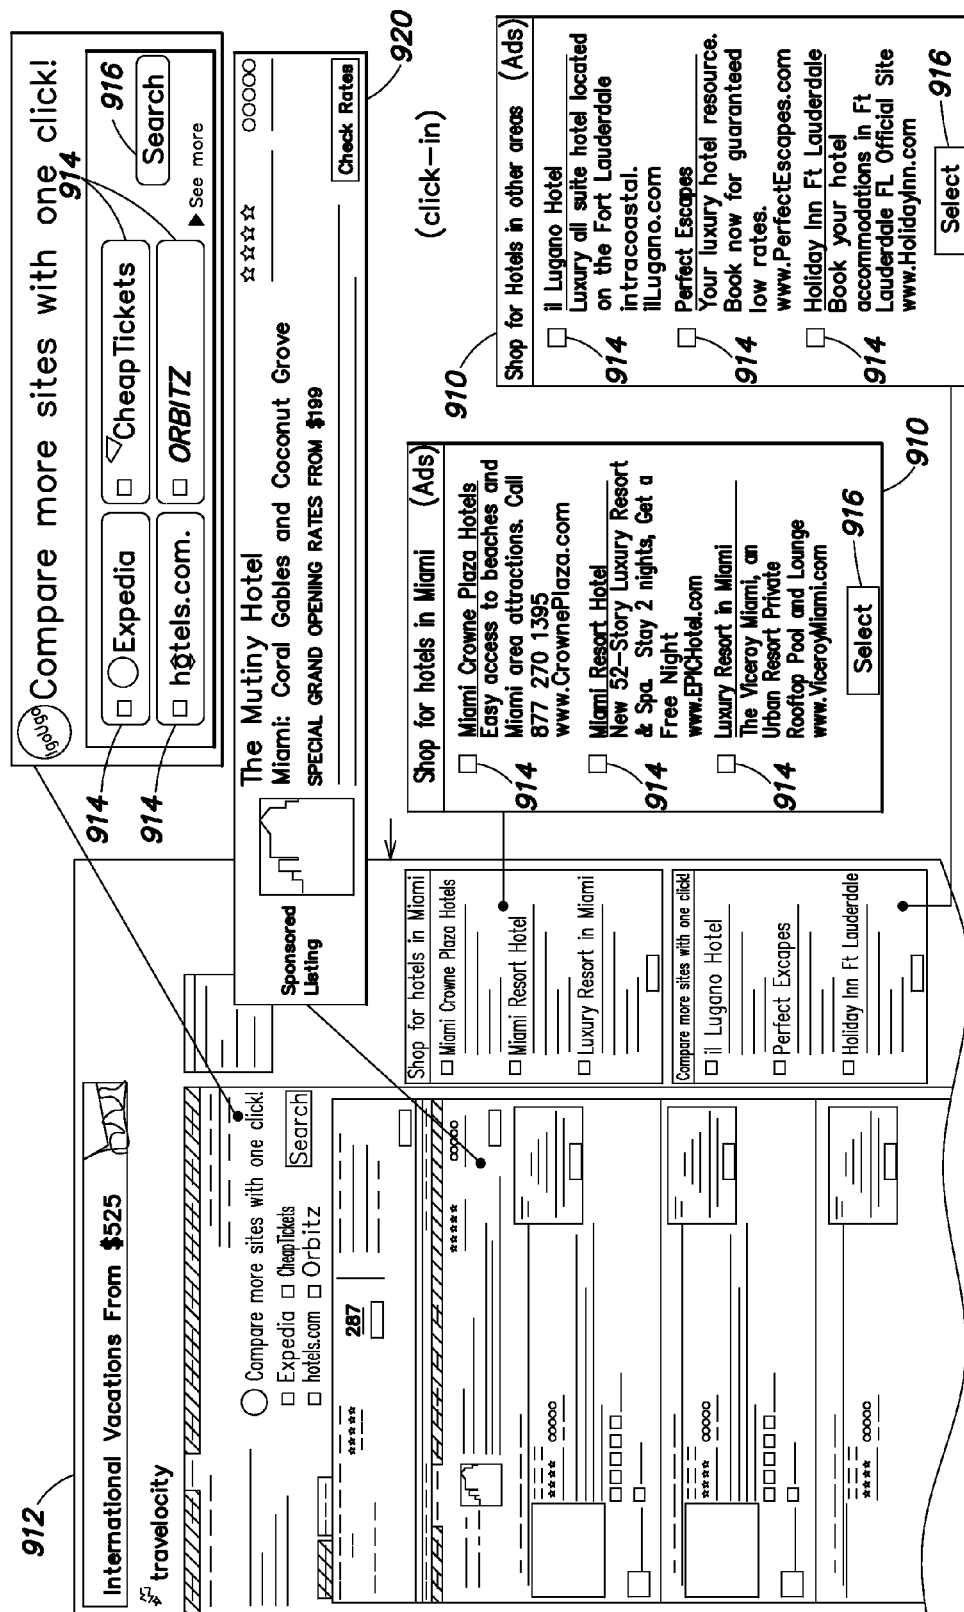 912
International Vacations From $525
travelocity
Compare more sites with one click!
Expedia
CheapTickets
hotels.com
Orbitz
Search
287
Shop for hotels in Miami
Miami Crowne Plaza Hotels
Miami Resort Hotel
Luxury Resort in Miami
Compare more sites with one click!
il Lugano Hotel
Perfect Excapes
Holiday Inn Ft Lauderdale
IgoUgo
Compare more sites with one click!
914
914
914
916
Expedia
CheapTickets
hotels.com.
ORBITZ
Search
See more
Sponsored
Listing
The Mutiny Hotel
Miami: Coral Gables and Coconut Grove
SPECIAL GRAND OPENING RATES FROM $199
Check Rates
920
(click-in)
910
Shop for hotels in Miami (Ads)
Miami Crowne Plaza Hotels
Easy access to beaches and
Miami area attractions. Call
877 270 1395
www.CrownePlaza.com
914
Miami Resort Hotel
New 52-Story Luxury Resort
& Spa. Stay 2 nights, Get a
Free Night
www.EPICHotel.com
914
Luxury Resort in Miami
The Viceroy Miami, an
Urban Resort Private
Rooftop Pool and Lounge
www.ViceroyMiami.com
914
Select
916
910
Shop for Hotels in other areas (Ads)
il Lugano Hotel
Luxury all suite hotel located
on the Fort Lauderdale
intracoastal.
ilLugano.com
914
Perfect Escapes
Your luxury hotel resource.
Book now for guaranteed
low rates.
www.PerfectEscapes.com
914
Holiday Inn Ft Lauderdale
Book your hotel
accommodations in Ft
Lauderdale FL Official Site
www.HolidayInn.com
914
Select
916